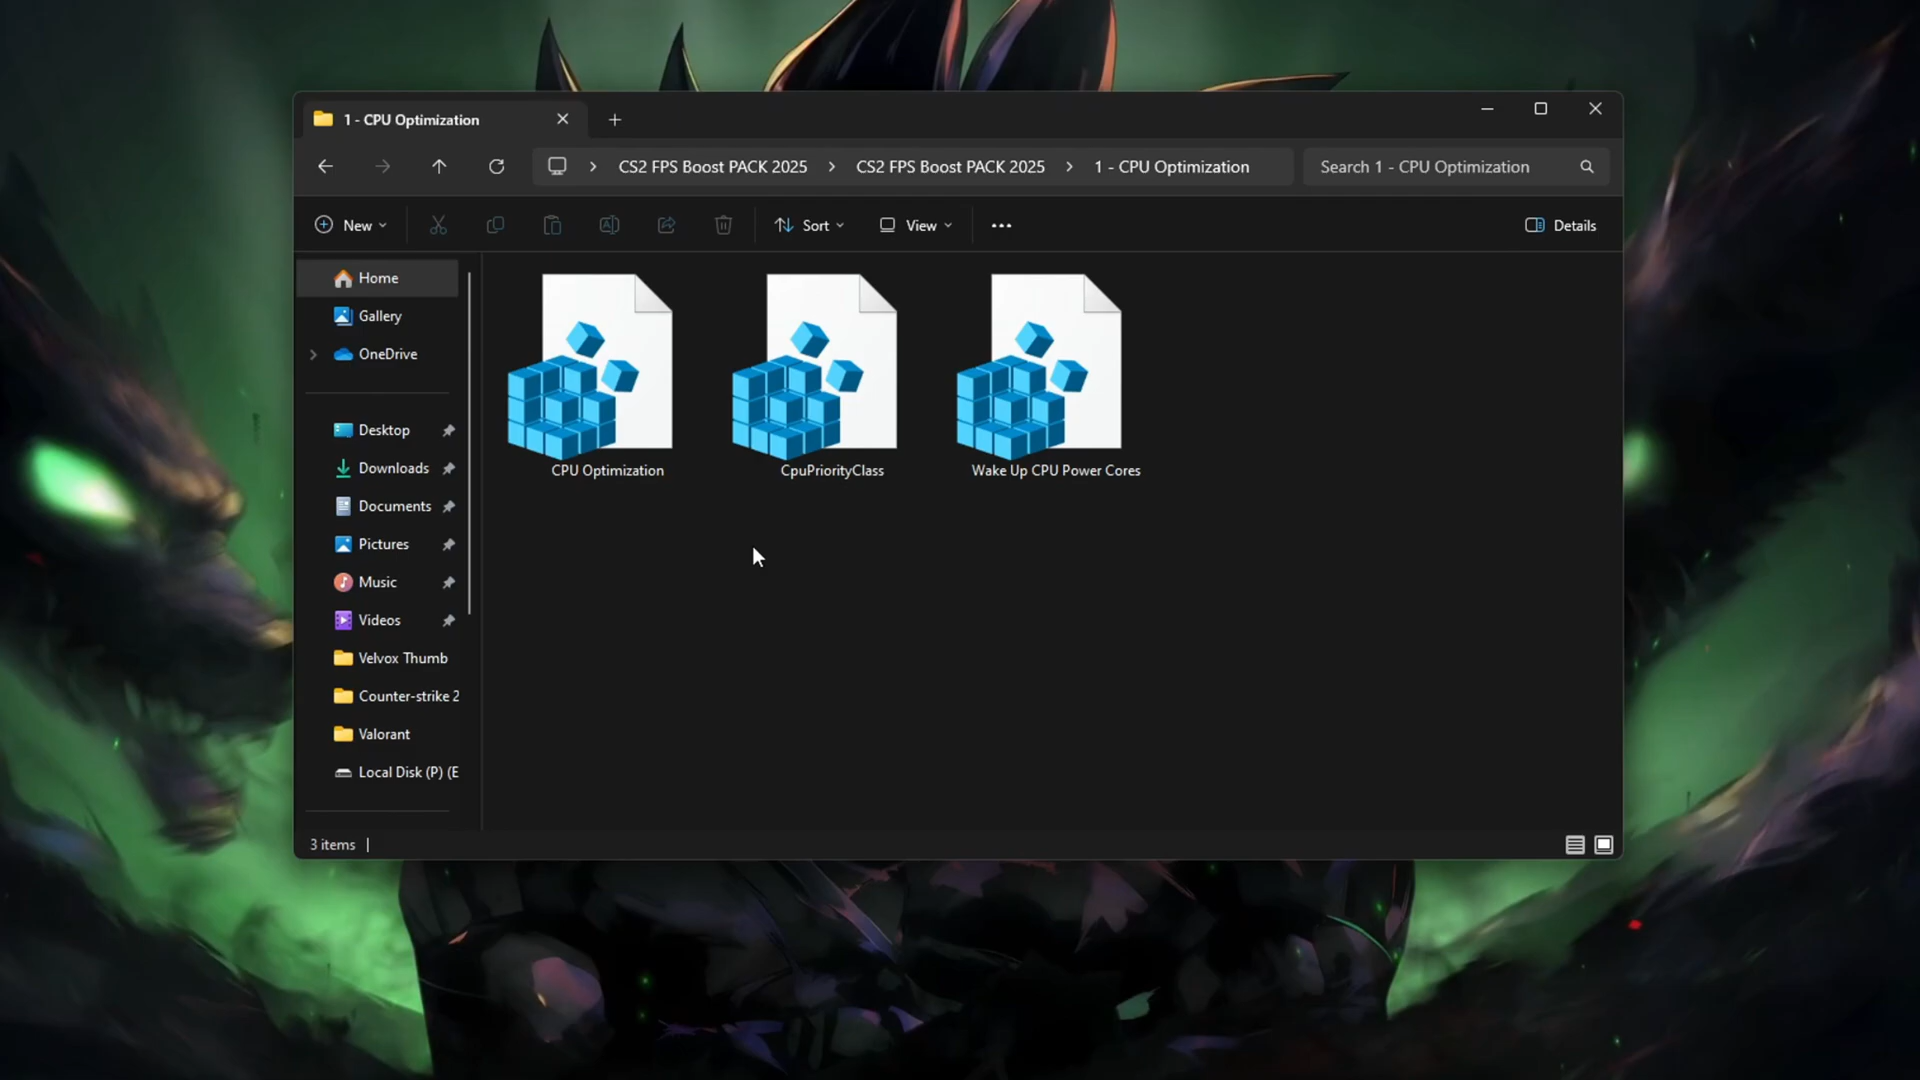 1 - CPU Optimization
CS2 FPS Boost PACK 2025 CS2 FPS Boost PACK 2025 1 - CPU Optimization Search 1 - CPU Optimization
New Sort View Details
Home
Gallery
OneDrive
Desktop
Downloads
Documents
Pictures
Music
Videos
Velvox Thumb
Counter-strike 2
Valorant
Local Disk (P) (E
CPU Optimization CpuPriorityClass Wake Up CPU Power Cores
3 items